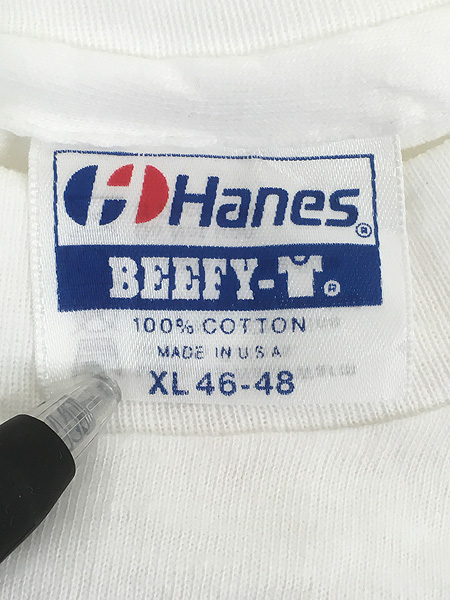 Hanes®
BEEFY-T®
100% COTTON
MADE IN U S A
XL 46-48